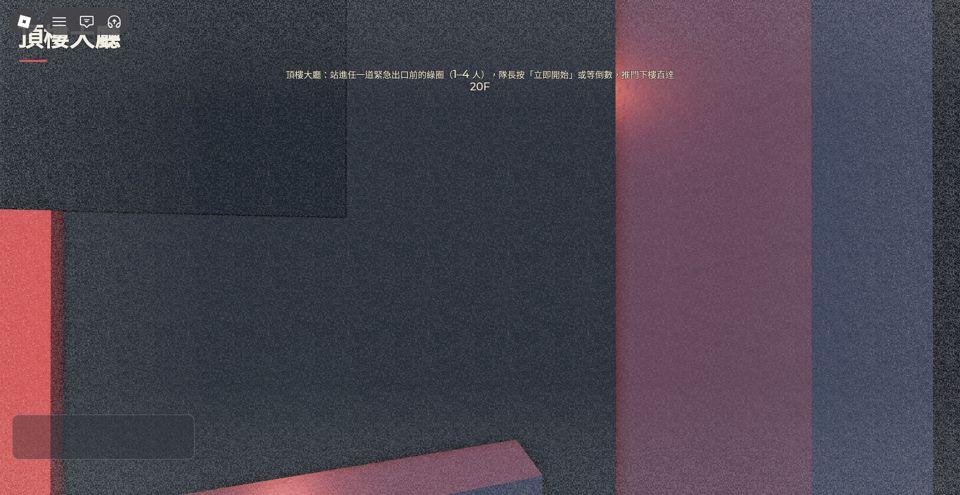 頂樓大廳
頂樓大廳：站進任一道緊急出口前的綠圈（1–4 人），隊長按「立即開始」或等倒數，推門下樓直達
20F